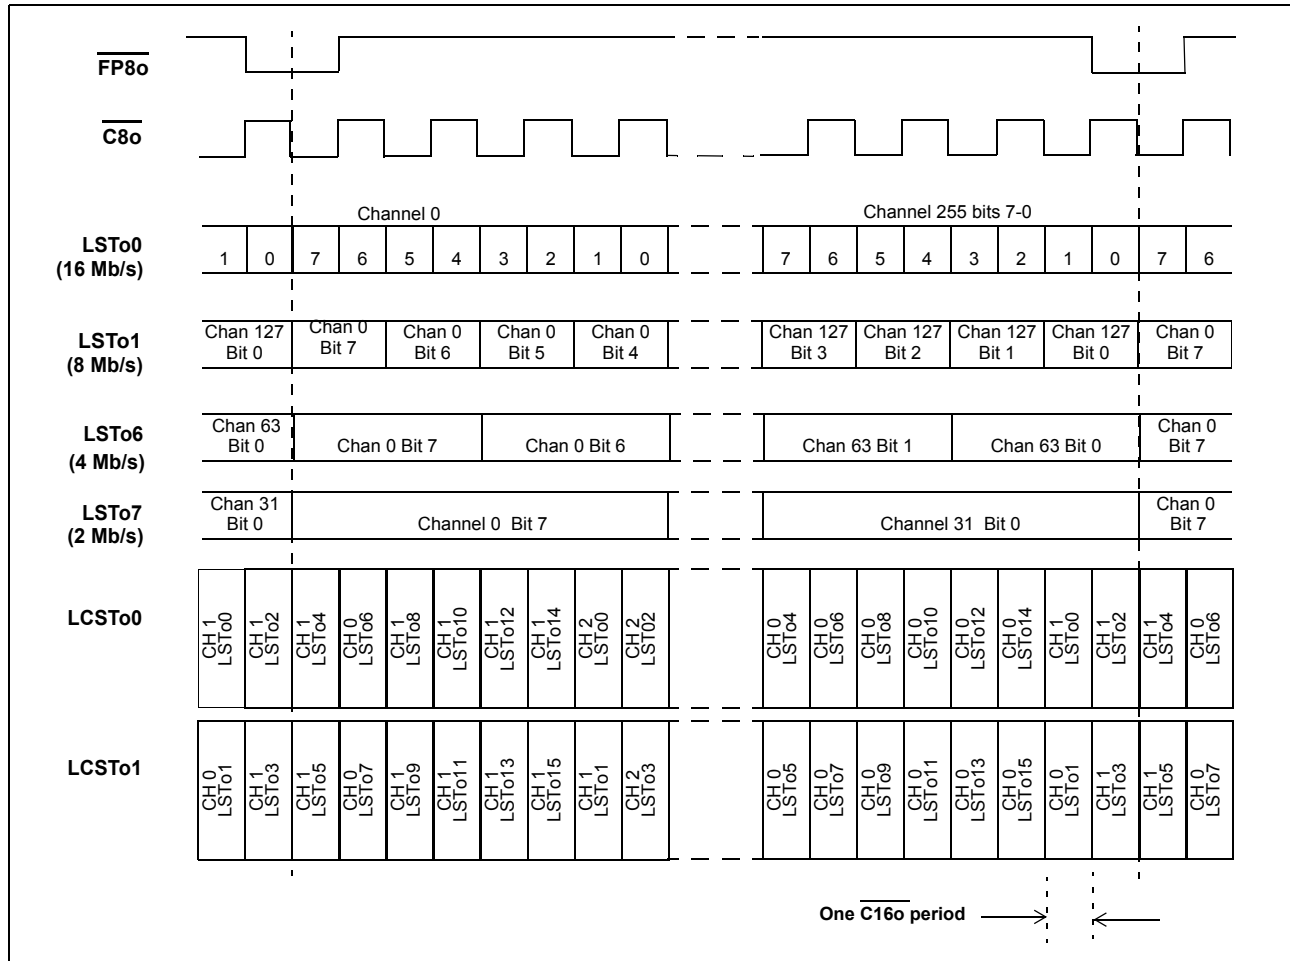 FP8o
C8o
Channel 0
Channel 255 bits 7-0
LSTo0
(16 Mb/s)
1 0 7 6 5 4 3 2 1 0 7 6 5 4 3 2 1 0 7 6
LSTo1
(8 Mb/s)
Chan 127 Bit 0
Chan 0 Bit 7
Chan 0 Bit 6
Chan 0 Bit 5
Chan 0 Bit 4
Chan 127 Bit 3
Chan 127 Bit 2
Chan 127 Bit 1
Chan 127 Bit 0
Chan 0 Bit 7
LSTo6
(4 Mb/s)
Chan 63 Bit 0
Chan 0 Bit 7
Chan 0 Bit 6
Chan 63 Bit 1
Chan 63 Bit 0
Chan 0 Bit 7
LSTo7
(2 Mb/s)
Chan 31 Bit 0
Channel 0 Bit 7
Channel 31 Bit 0
Chan 0 Bit 7
LCSTo0
CH 1 LSTo0
CH 1 LSTo2
CH 1 LSTo4
CH 0 LSTo6
CH 1 LSTo8
CH 1 LSTo10
CH 1 LSTo12
CH 1 LSTo14
CH 2 LSTo0
CH 2 LSTo2
CH 0 LSTo4
CH 0 LSTo6
CH 0 LSTo8
CH 0 LSTo10
CH 0 LSTo12
CH 0 LSTo14
CH 1 LSTo0
CH 1 LSTo2
CH 1 LSTo4
CH 0 LSTo6
LCSTo1
CH 0 LSTo1
CH 1 LSTo3
CH 1 LSTo5
CH 0 LSTo7
CH 1 LSTo9
CH 1 LSTo11
CH 1 LSTo13
CH 1 LSTo15
CH 1 LSTo1
CH 2 LSTo3
CH 0 LSTo5
CH 0 LSTo7
CH 0 LSTo9
CH 0 LSTo11
CH 0 LSTo13
CH 0 LSTo15
CH 0 LSTo1
CH 1 LSTo3
CH 1 LSTo5
CH 0 LSTo7
One C16o period